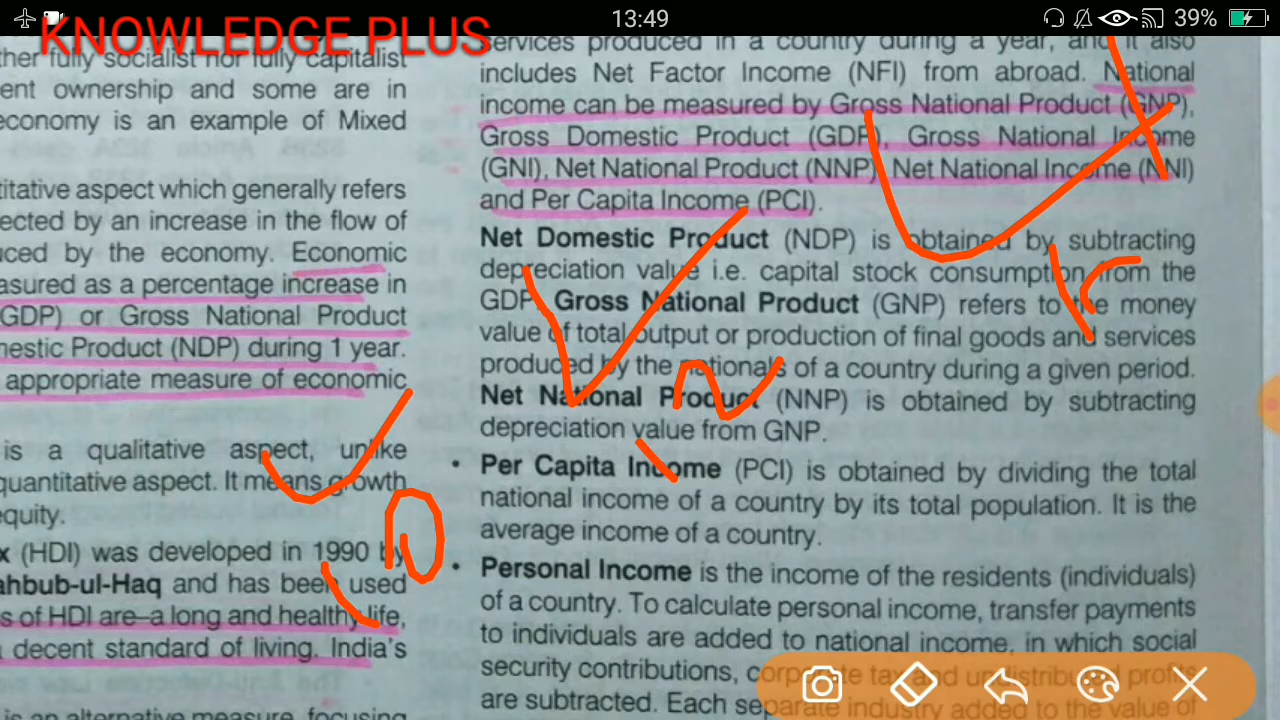 13:49
39%
KNOWLEDGE PLUS
ther fully socialist nor fully capitalist
ent ownership and some are in
economy is an example of Mixed
titative aspect which generally refers
ected by an increase in the flow of
uced by the economy. Economic
asured as a percentage increase in
GDP) or Gross National Product
mestic Product (NDP) during 1 year.
appropriate measure of economic
is a qualitative aspect, unlike
quantitative aspect. It means growth
equity.
x (HDI) was developed in 1990 by
ahbub-ul-Haq and has been used
s of HDI are–a long and healthy life,
a decent standard of living. India's
is an alternative measure, focusing
services produced in a country during a year, and it also
includes Net Factor Income (NFI) from abroad. National
income can be measured by Gross National Product (GNP),
Gross Domestic Product (GDP), Gross National Income
(GNI), Net National Product (NNP), Net National Income (NNI)
and Per Capita Income (PCI).
Net Domestic Product (NDP) is obtained by subtracting
depreciation value i.e. capital stock consumption from the
GDP. Gross National Product (GNP) refers to the money
value of total output or production of final goods and services
produced by the nationals of a country during a given period.
Net National Product (NNP) is obtained by subtracting
depreciation value from GNP.
• Per Capita Income (PCI) is obtained by dividing the total
national income of a country by its total population. It is the
average income of a country.
• Personal Income is the income of the residents (individuals)
of a country. To calculate personal income, transfer payments
to individuals are added to national income, in which social
security contributions, corporate tax and undistributed profits
are subtracted. Each separate industry added to the value of